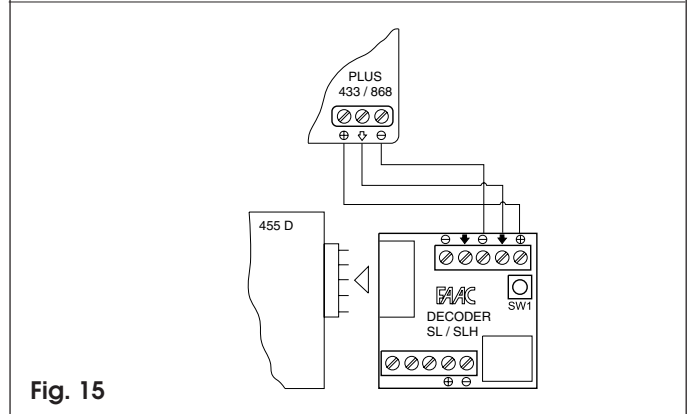 PLUS
433 / 868
⊕ ⇩ ⊖
455 D
⊖ ⬇ ⊖ ⬇ ⊕
FAAC
SW1
DECODER
SL / SLH
⊕ ⊖
Fig. 15